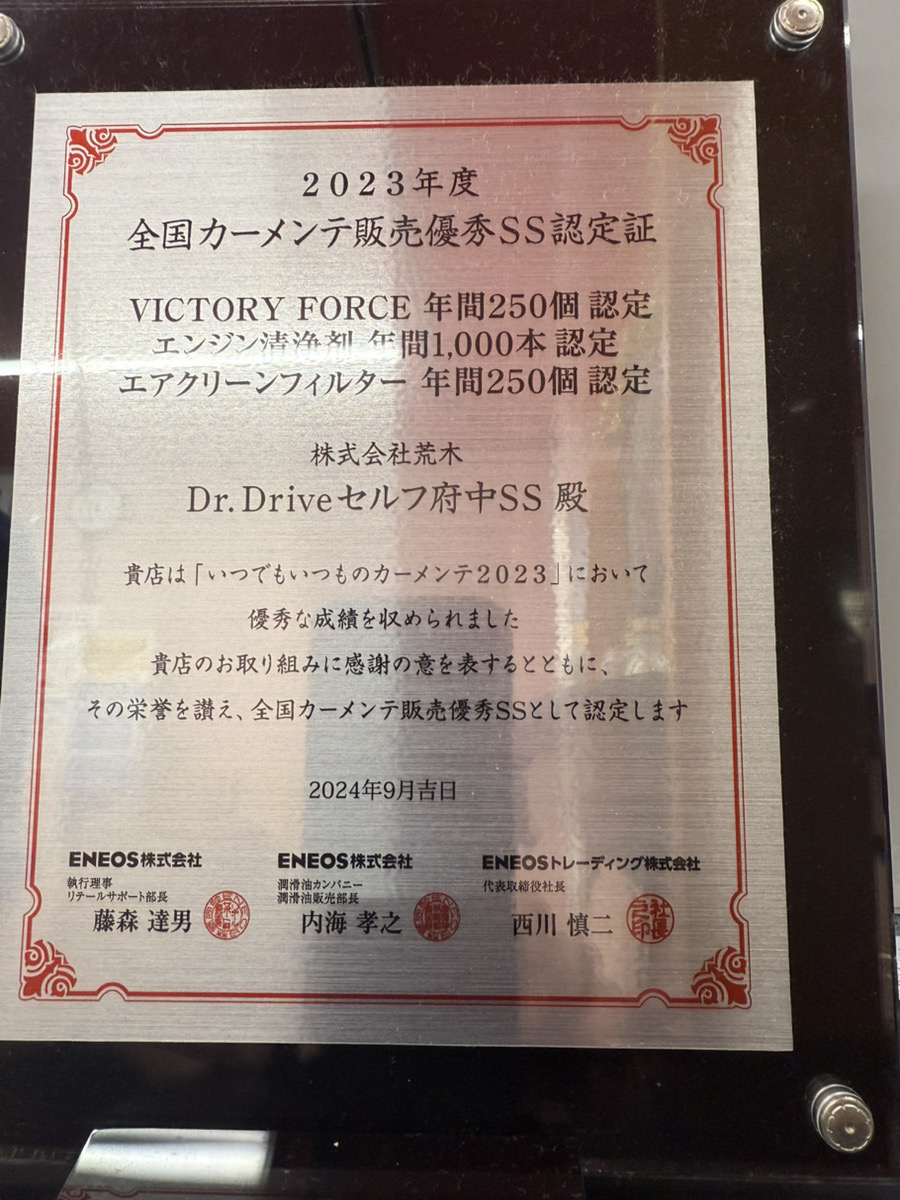 2023年度
全国カーメンテ販売優秀SS認定証
VICTORY FORCE 年間250個 認定
エンジン清浄剤 年間1,000本 認定
エアクリーンフィルター 年間250個 認定
株式会社荒木
Dr.Driveセルフ府中SS 殿
貴店は「いつでもいつものカーメンテ2023」において
優秀な成績を収められました
貴店のお取り組みに感謝の意を表するとともに、
その栄誉を讃え、全国カーメンテ販売優秀SSとして認定します
2024年9月吉日
ENEOS株式会社
執行理事
リテールサポート部長
藤森 達男
ENEOS株式会社
潤滑油カンパニー
潤滑油販売部長
内海 孝之
ENEOSトレーディング株式会社
代表取締役社長
西川 慎二